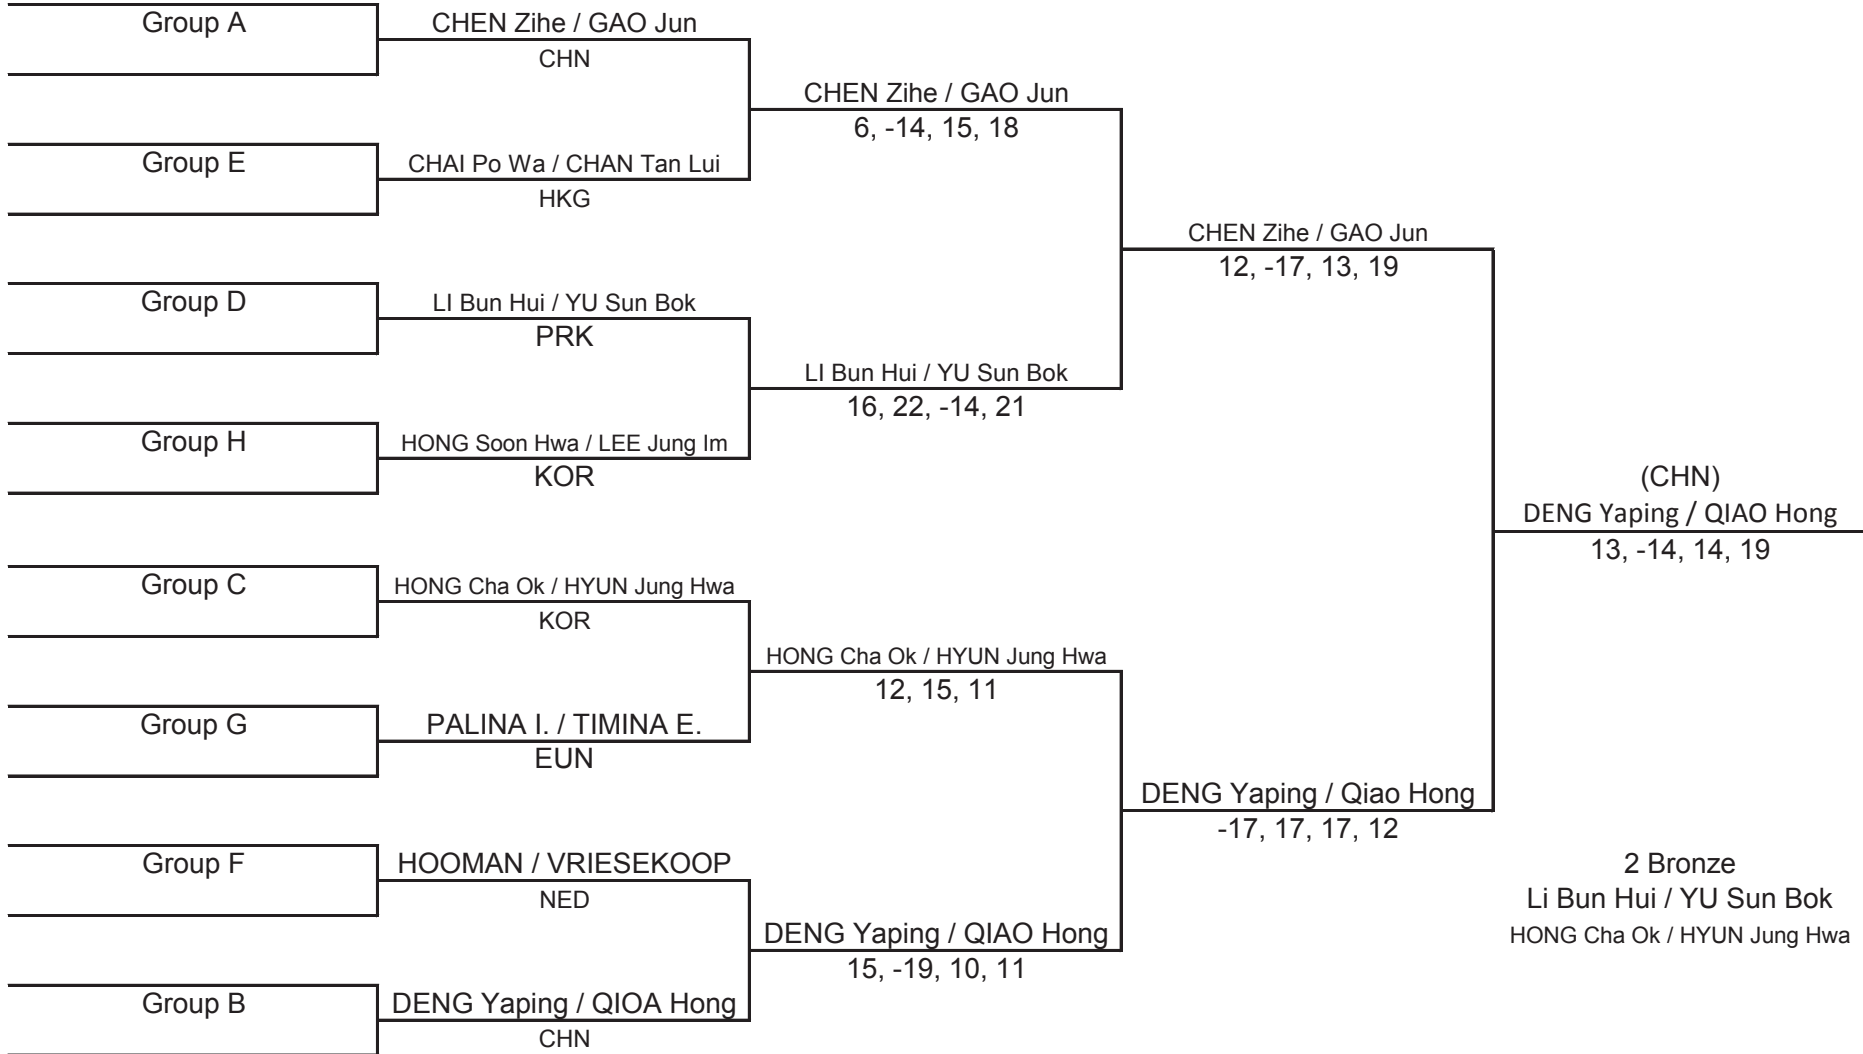 Group A
CHEN Zihe / GAO Jun
CHN
CHEN Zihe / GAO Jun
6, -14, 15, 18
Group E
CHAI Po Wa / CHAN Tan Lui
HKG
CHEN Zihe / GAO Jun
12, -17, 13, 19
Group D
LI Bun Hui / YU Sun Bok
PRK
LI Bun Hui / YU Sun Bok
16, 22, -14, 21
Group H
HONG Soon Hwa / LEE Jung Im
KOR
(CHN)
DENG Yaping / QIAO Hong
13, -14, 14, 19
Group C
HONG Cha Ok / HYUN Jung Hwa
KOR
HONG Cha Ok / HYUN Jung Hwa
12, 15, 11
Group G
PALINA I. / TIMINA E.
EUN
DENG Yaping / Qiao Hong
-17, 17, 17, 12
Group F
HOOMAN / VRIESEKOOP
NED
2 Bronze
Li Bun Hui / YU Sun Bok
HONG Cha Ok / HYUN Jung Hwa
DENG Yaping / QIAO Hong
15, -19, 10, 11
Group B
DENG Yaping / QIOA Hong
CHN